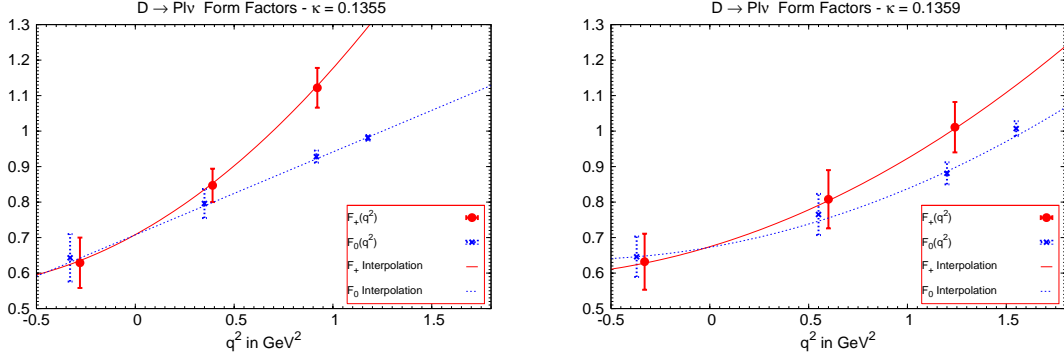 D → Plν Form Factors - κ = 0.1355
1.3
1.2
1.1
1
0.9
0.8
0.7
0.6
0.5
-0.5
0
0.5
1
1.5
q² in GeV²
F₊(q²)
F₀(q²)
F₊ Interpolation
F₀ Interpolation
D → Plν Form Factors - κ = 0.1359
1.3
1.2
1.1
1
0.9
0.8
0.7
0.6
0.5
-0.5
0
0.5
1
1.5
q² in GeV²
F₊(q²)
F₀(q²)
F₊ Interpolation
F₀ Interpolation